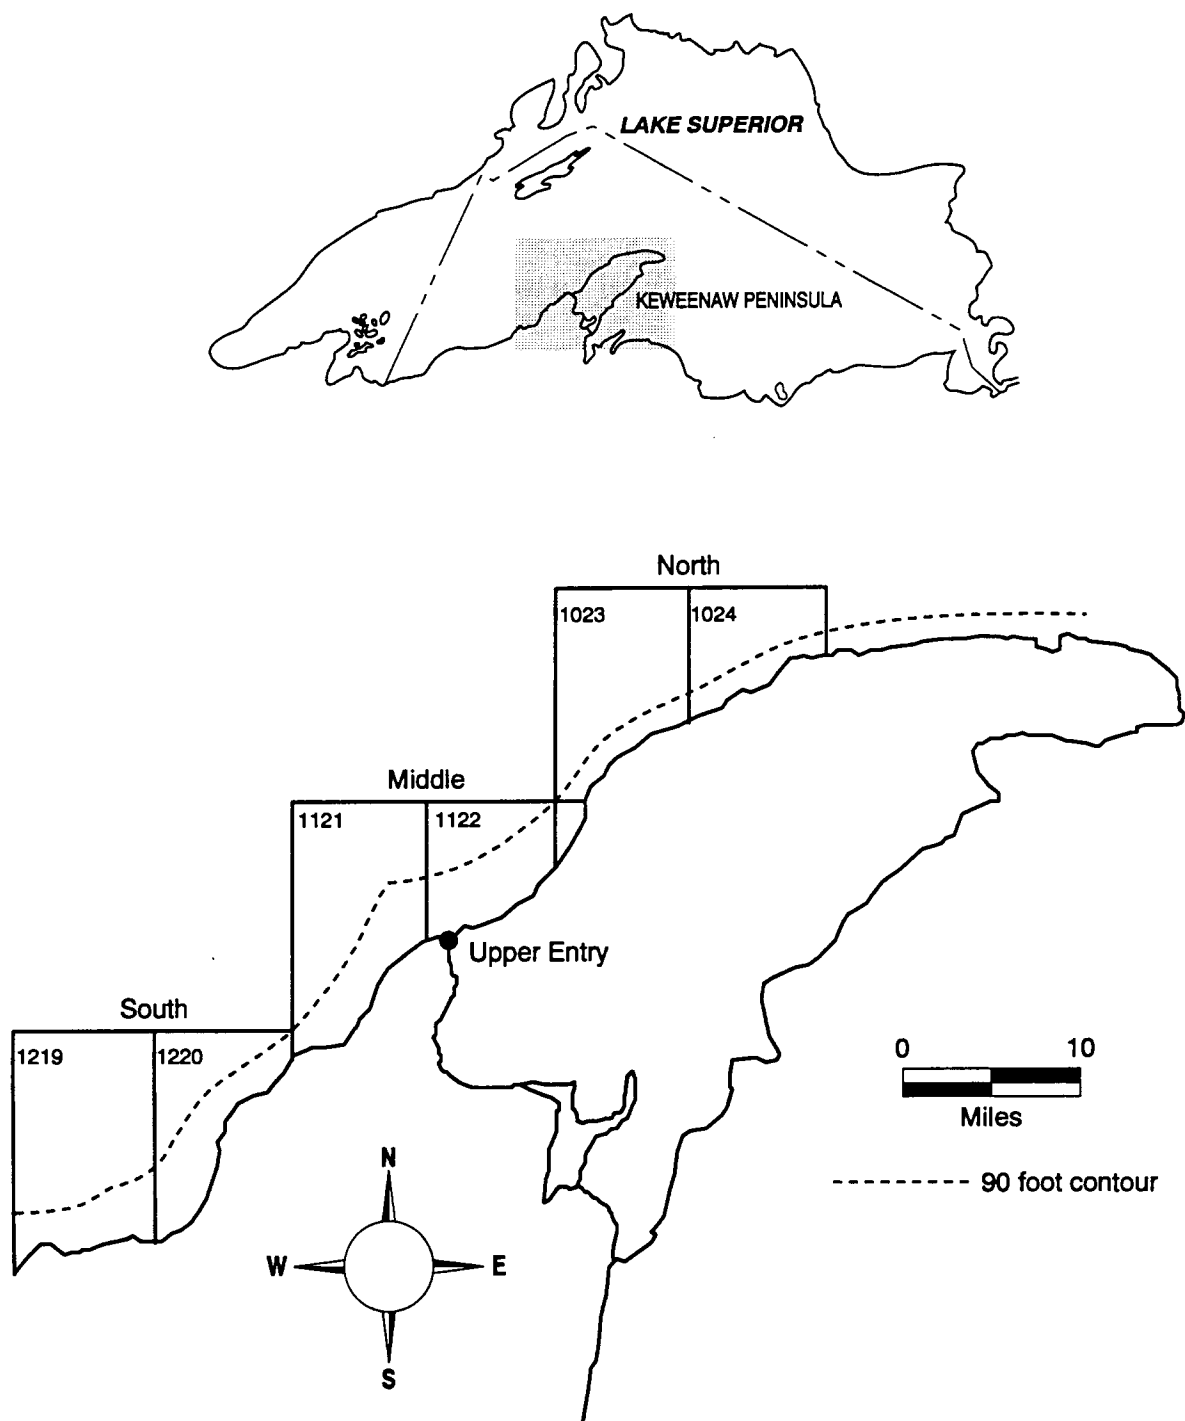 LAKE SUPERIOR
KEWEENAW PENINSULA
North
1023
1024
Middle
1121
1122
Upper Entry
South
1219
1220
0 10
Miles
90 foot contour
N
W E
S